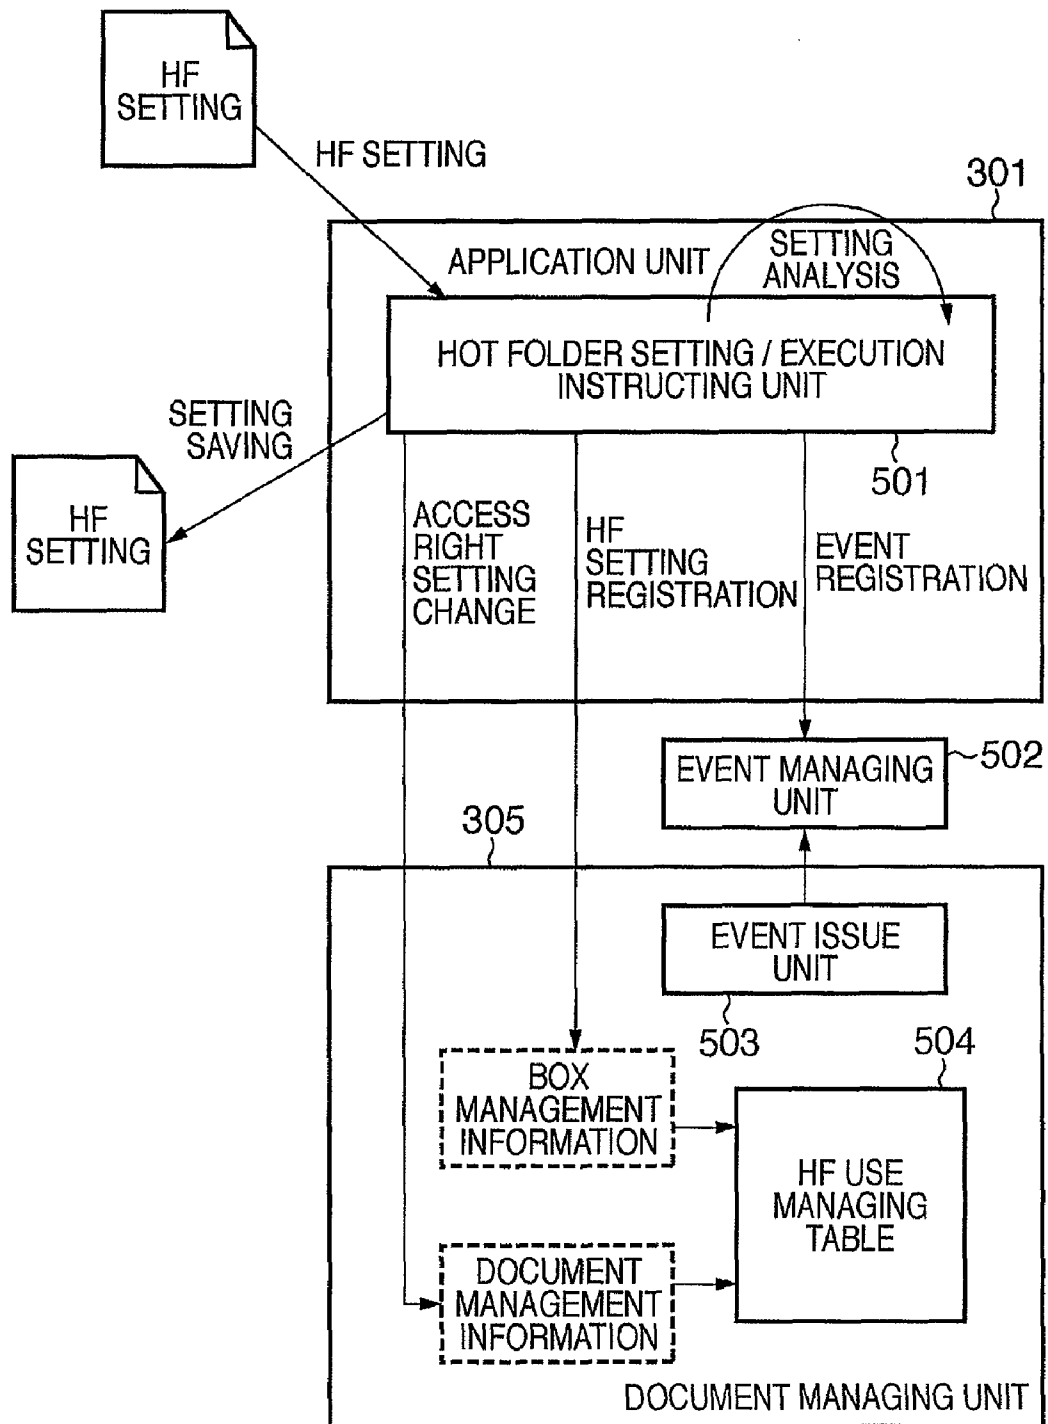 HF
SETTING
HF SETTING
301
APPLICATION UNIT
SETTING
ANALYSIS
HOT FOLDER SETTING / EXECUTION
INSTRUCTING UNIT
SETTING
SAVING
501
HF
SETTING
ACCESS
RIGHT
SETTING
CHANGE
HF
SETTING
REGISTRATION
EVENT
REGISTRATION
EVENT MANAGING
UNIT
502
305
EVENT ISSUE
UNIT
503
504
BOX
MANAGEMENT
INFORMATION
HF USE
MANAGING
TABLE
DOCUMENT
MANAGEMENT
INFORMATION
DOCUMENT MANAGING UNIT